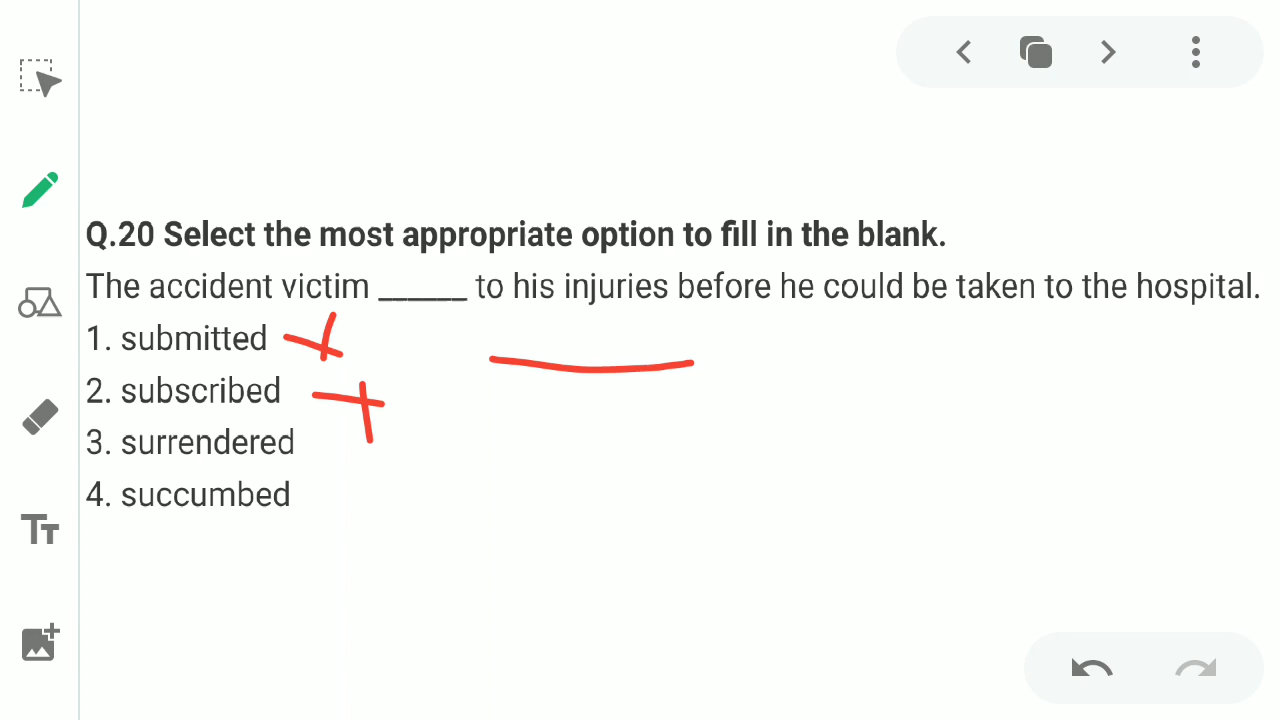 Q.20 Select the most appropriate option to fill in the blank.
The accident victim ______ to his injuries before he could be taken to the hospital.
1. submitted
2. subscribed
3. surrendered
4. succumbed